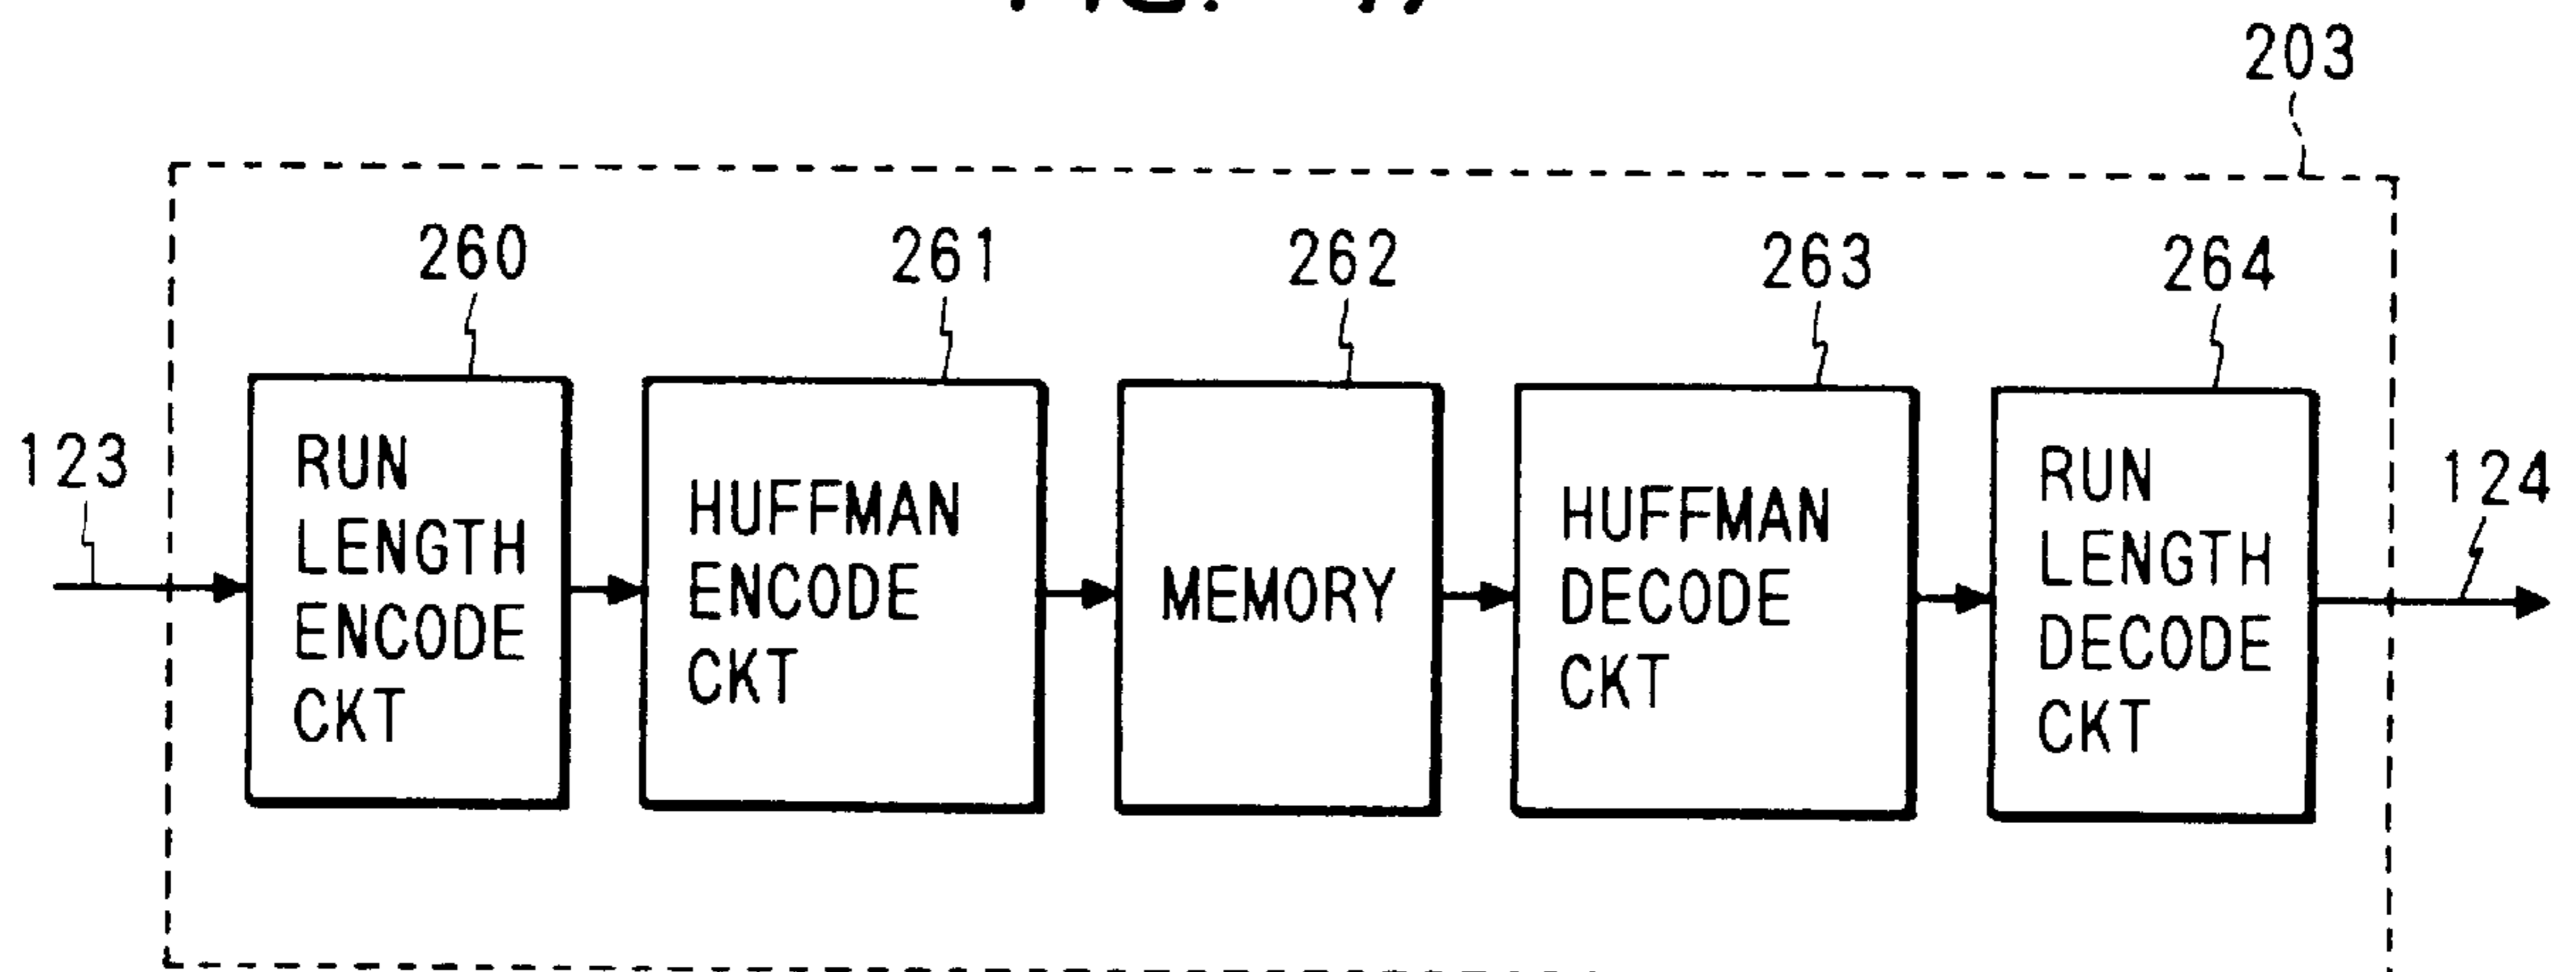 203
260
261
262
263
264
123
124
RUN
LENGTH
ENCODE
CKT
HUFFMAN
ENCODE
CKT
MEMORY
HUFFMAN
DECODE
CKT
RUN
LENGTH
DECODE
CKT